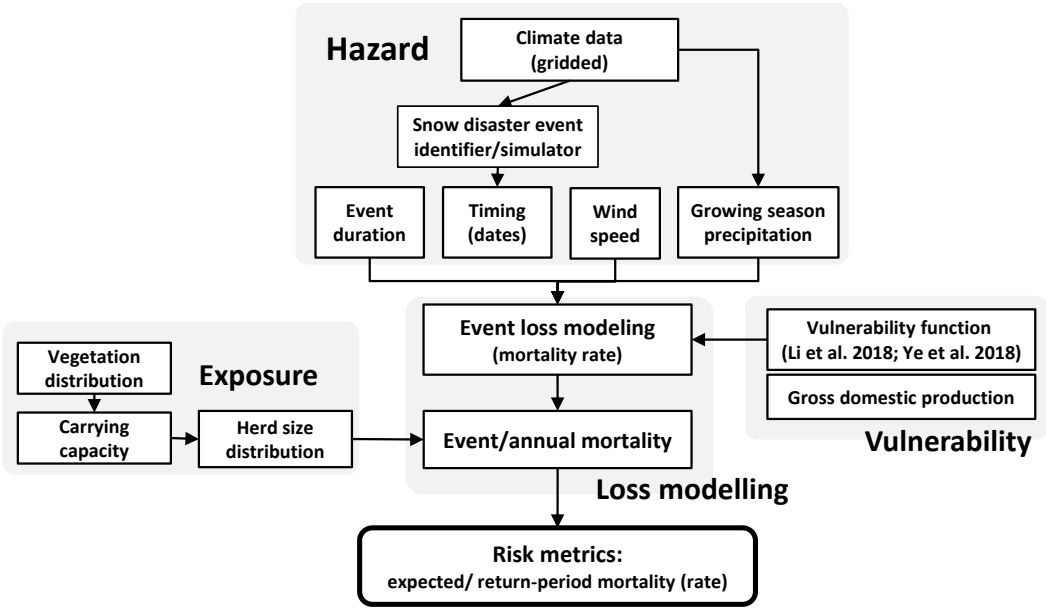 Hazard
Climate data
(gridded)
Snow disaster event
identifier/simulator
Event
duration
Timing
(dates)
Wind
speed
Growing season
precipitation
Event loss modeling
(mortality rate)
Vulnerability function
(Li et al. 2018; Ye et al. 2018)
Gross domestic production
Vulnerability
Vegetation
distribution
Exposure
Carrying
capacity
Herd size
distribution
Event/annual mortality
Loss modelling
Risk metrics:
expected/ return-period mortality (rate)